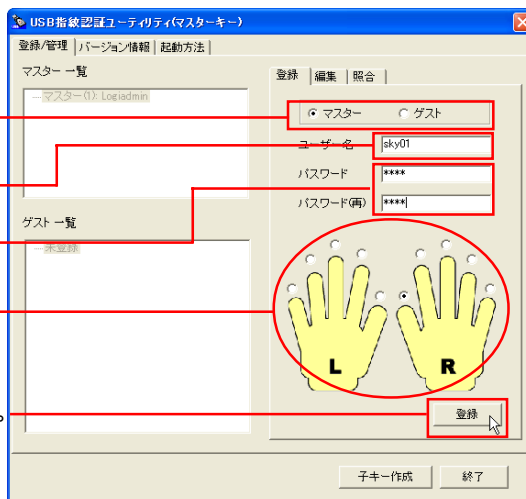 USB指紋認証ユーティリティ(マスターキー)
登録/管理 バージョン情報 起動方法
マスター 一覧
マスター(1): Logiadmin
ゲスト 一覧
未登録
登録 編集 照合
マスター ゲスト
ユーザー名 sky01
パスワード ****
パスワード(再) ****
L R
登録
。
子キー作成 終了